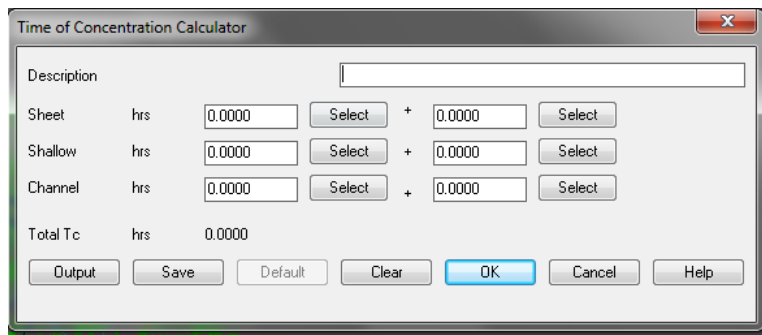 Time of Concentration Calculator
Description
Sheet hrs 0.0000 Select + 0.0000 Select
Shallow hrs 0.0000 Select + 0.0000 Select
Channel hrs 0.0000 Select + 0.0000 Select
Total Tc hrs 0.0000
Output Save Default Clear OK Cancel Help